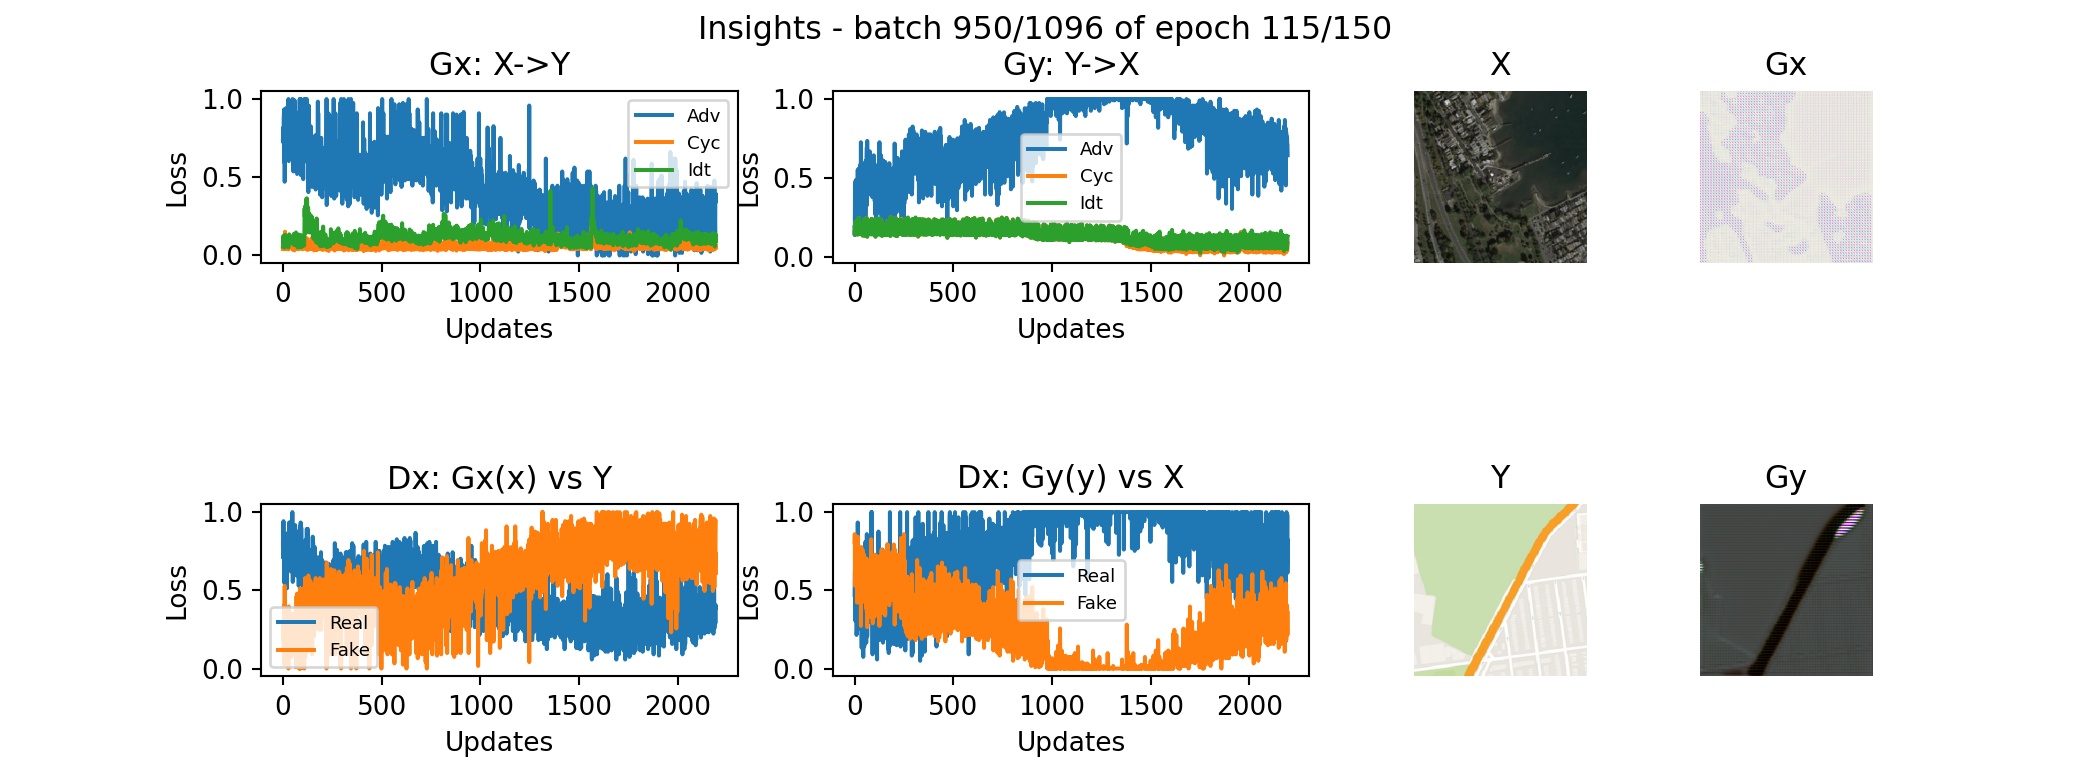 Insights - batch 950/1096 of epoch 115/150
Gx: X->Y
1.0
0.5
0.0
Loss
Adv
Cyc
Idt
0 500 1000 1500 2000
Updates
Gy: Y->X
1.0
0.5
0.0
Loss
Adv
Cyc
Idt
0 500 1000 1500 2000
Updates
X
Gx
Dx: Gx(x) vs Y
1.0
0.5
0.0
Loss
Real
Fake
0 500 1000 1500 2000
Updates
Dx: Gy(y) vs X
1.0
0.5
0.0
Loss
Real
Fake
0 500 1000 1500 2000
Updates
Y
Gy